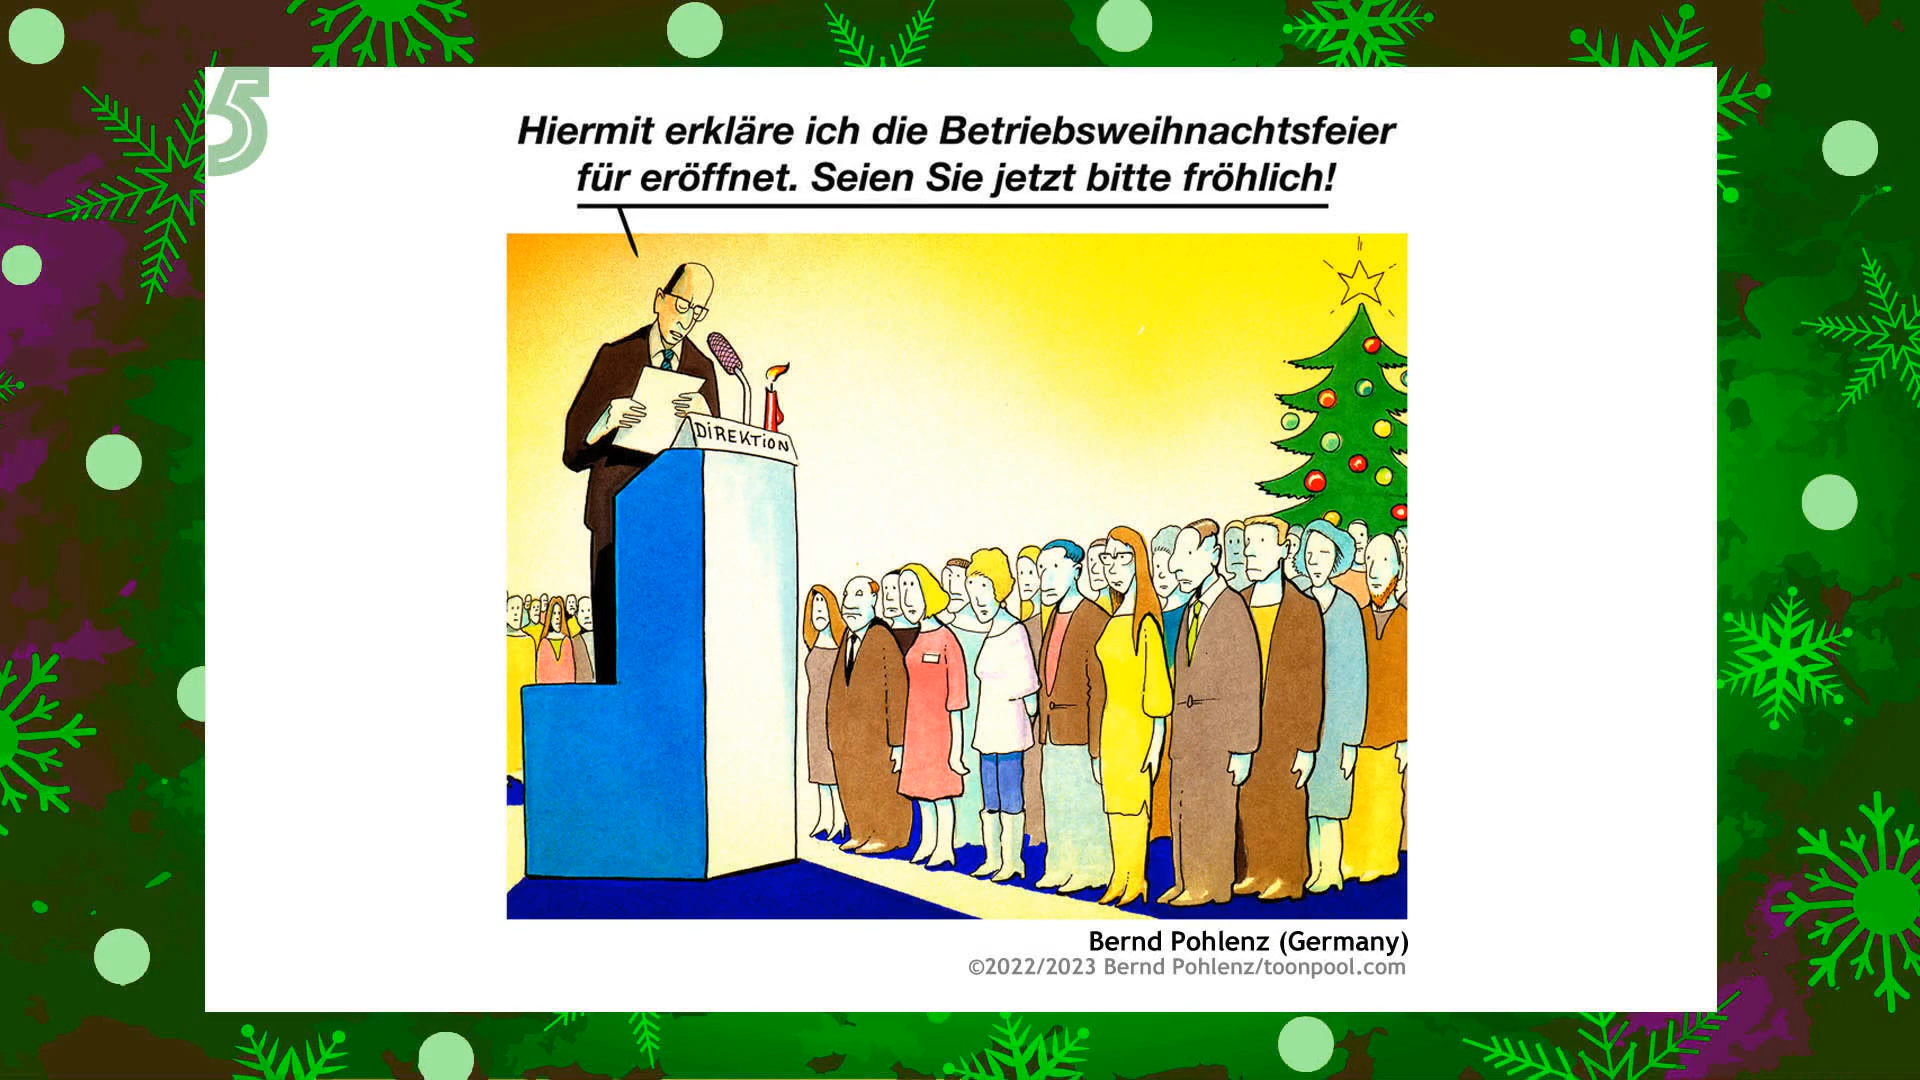 5
Hiermit erkläre ich die Betriebsweihnachtsfeier
für eröffnet. Seien Sie jetzt bitte fröhlich!
DIREKTION
Bernd Pohlenz (Germany)
©2022/2023 Bernd Pohlenz/toonpool.com